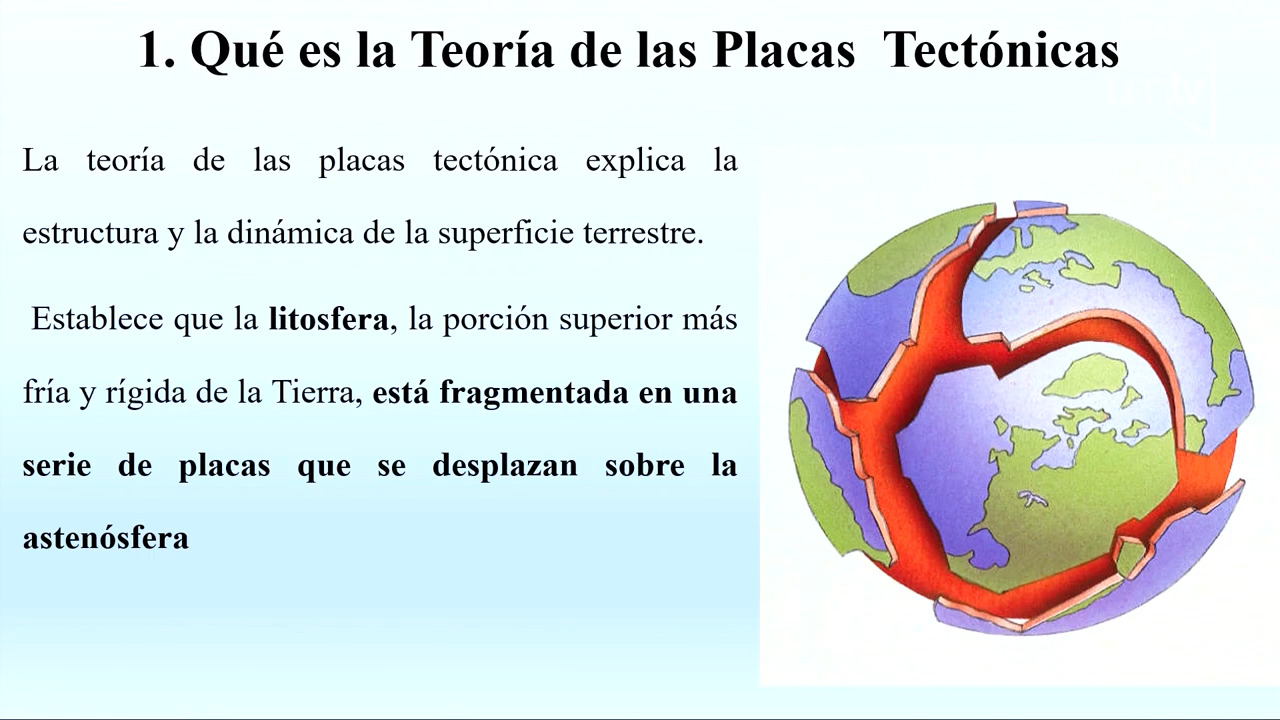 1. Qué es la Teoría de las Placas Tectónicas
La teoría de las placas tectónica explica la
estructura y la dinámica de la superficie terrestre.
Establece que la litosfera, la porción superior más
fría y rígida de la Tierra, está fragmentada en una
serie de placas que se desplazan sobre la
astenósfera